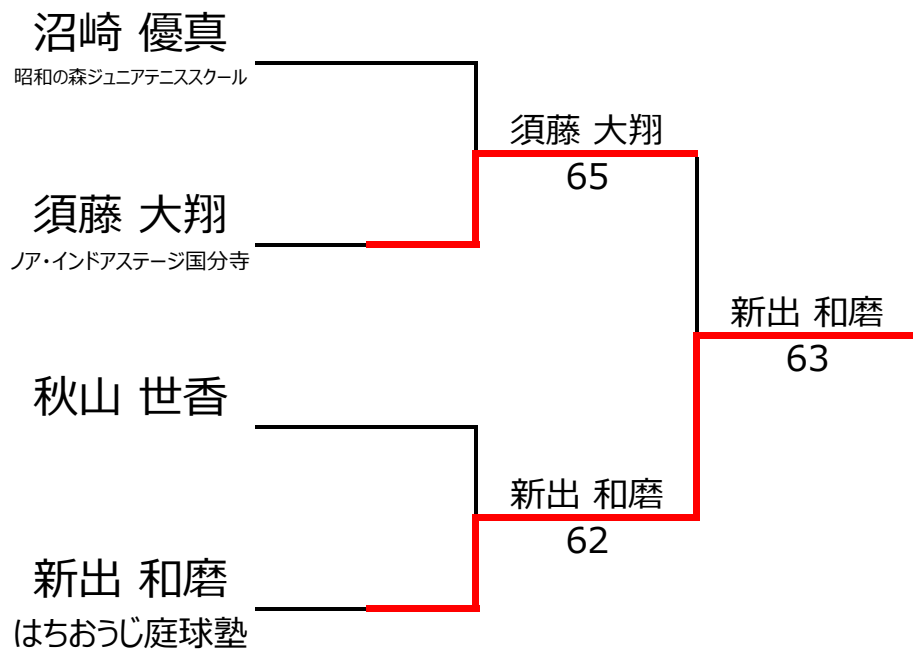 沼崎 優真
昭和の森ジュニアテニススクール
須藤 大翔
65
須藤 大翔
ノア・インドアステージ国分寺
新出 和磨
63
秋山 世香
新出 和磨
62
新出 和磨
はちおうじ庭球塾